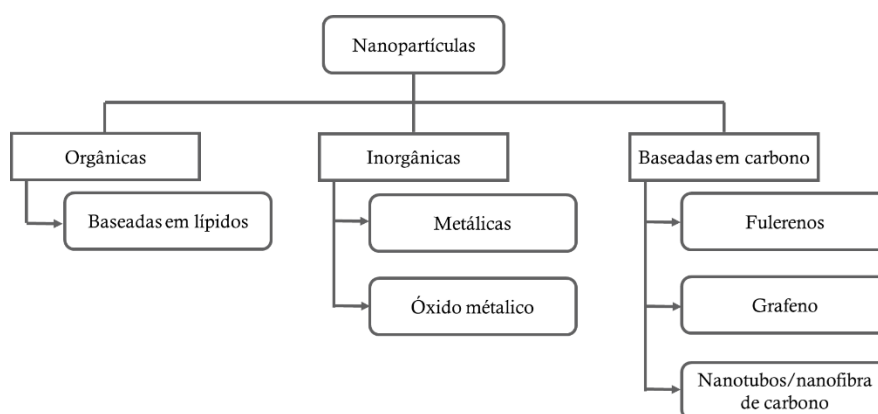 Nanopartículas
Orgânicas
Inorgânicas
Baseadas em carbono
Baseadas em lípidos
Metálicas
Fulerenos
Óxido métalico
Grafeno
Nanotubos/nanofibra
de carbono